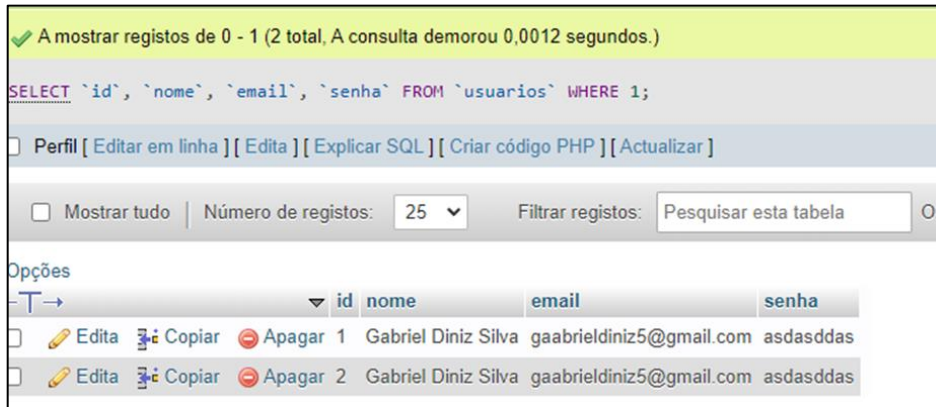 A mostrar registos de 0 - 1 (2 total, A consulta demorou 0,0012 segundos.)
SELECT `id`, `nome`, `email`, `senha` FROM `usuarios` WHERE 1;
Perfil [ Editar em linha ] [ Edita ] [ Explicar SQL ] [ Criar código PHP ] [ Actualizar ]
Mostrar tudo | Número de registos: 25 Filtrar registos: Pesquisar esta tabela
Opções
id nome email senha
Edita Copiar Apagar 1 Gabriel Diniz Silva gaabrieldiniz5@gmail.com asdasddas
Edita Copiar Apagar 2 Gabriel Diniz Silva gaabrieldiniz5@gmail.com asdasddas